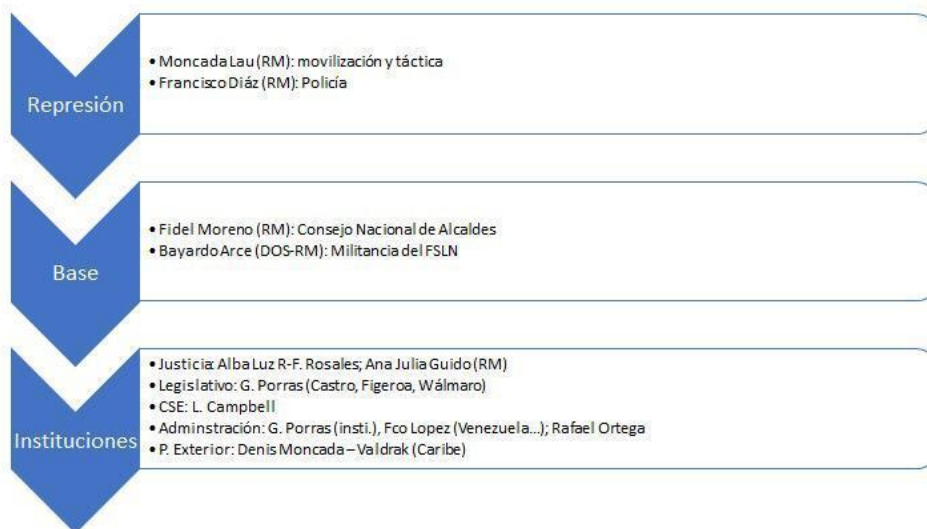 Represión
• Moncada Lau (RM): movilización y táctica
• Francisco Diáz (RM): Policía
Base
• Fidel Moreno (RM): Consejo Nacional de Alcaldes
• Bayardo Arce (DOS-RM): Militancia del FSLN
Instituciones
• Justicia: Alba Luz R-F. Rosales; Ana Julia Guido (RM)
• Legislativo: G. Porras (Castro, Figeroa, Wálmaro)
• CSE: L. Campbell
• Adminstración: G. Porras (insti.), Fco Lopez (Venezuela...); Rafael Ortega
• P. Exterior: Denis Moncada – Valdrak (Caribe)